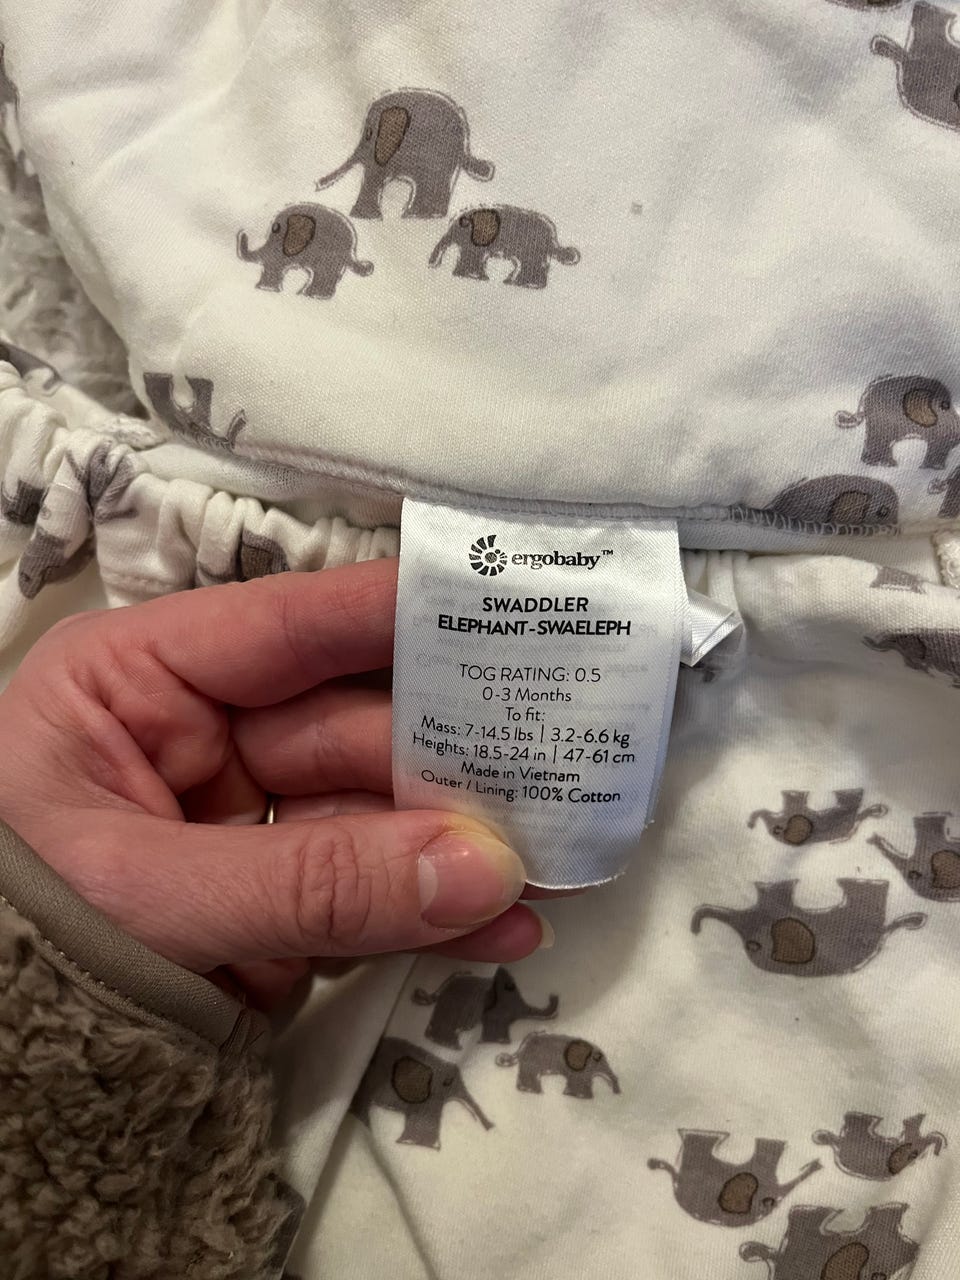 ergobaby™
SWADDLER
ELEPHANT-SWAELEPH
TOG RATING: 0.5
0-3 Months
To fit:
Mass: 7-14.5 lbs | 3.2-6.6 kg
Heights: 18.5-24 in | 47-61 cm
Made in Vietnam
Outer / Lining: 100% Cotton